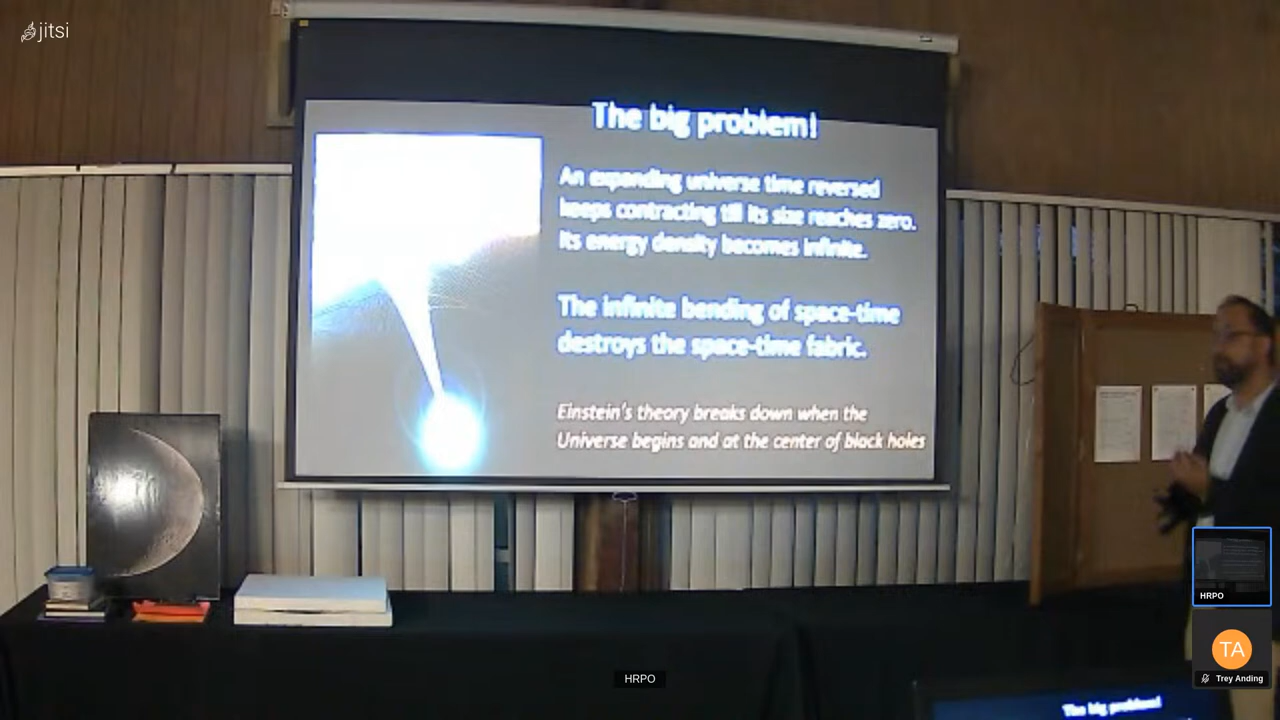 jitsi
The big problem!
An expanding universe time reversed
keeps contracting till its size reaches zero.
Its energy density becomes infinite.
The infinite bending of space-time
destroys the space-time fabric.
Einstein's theory breaks down when the
Universe begins and at the center of black holes
HRPO
TA
Trey Anding
HRPO
The big problem!